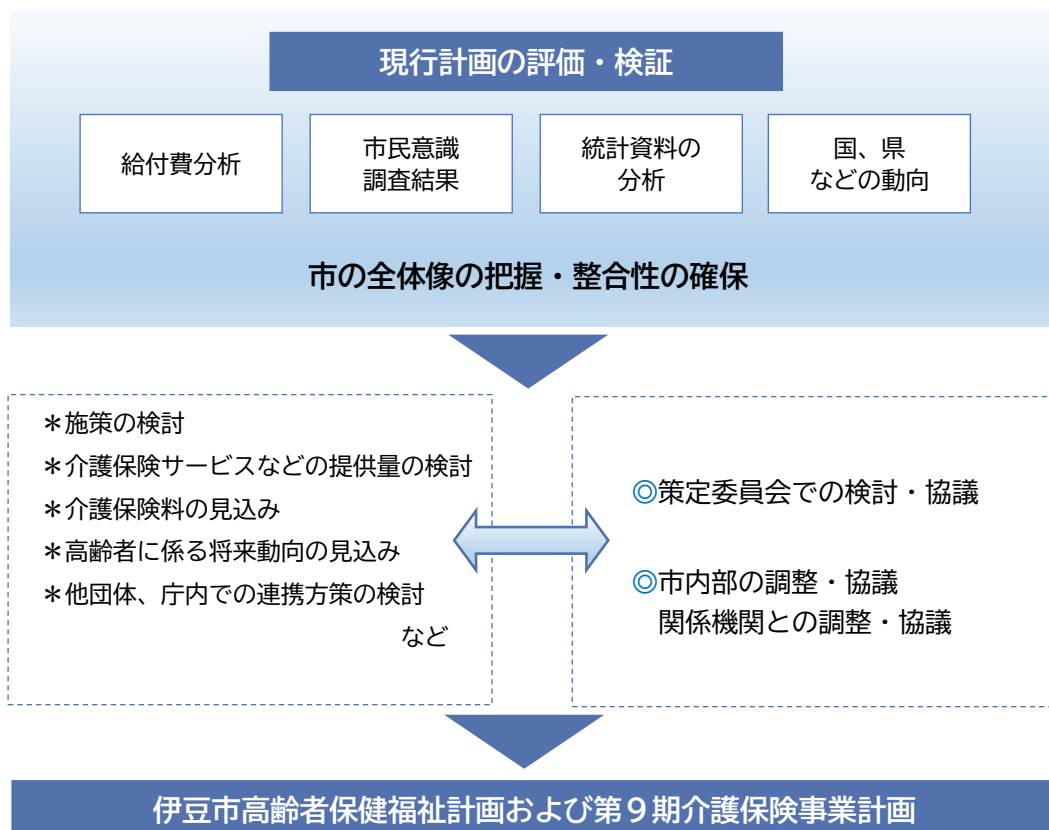 現行計画の評価・検証
給付費分析
市民意識
調査結果
統計資料の
分析
国、県
などの動向
市の全体像の把握・整合性の確保
＊施策の検討
＊介護保険サービスなどの提供量の検討
＊介護保険料の見込み
＊高齢者に係る将来動向の見込み
＊他団体、庁内での連携方策の検討
など
◎策定委員会での検討・協議
◎市内部の調整・協議
関係機関との調整・協議
伊豆市高齢者保健福祉計画および第９期介護保険事業計画